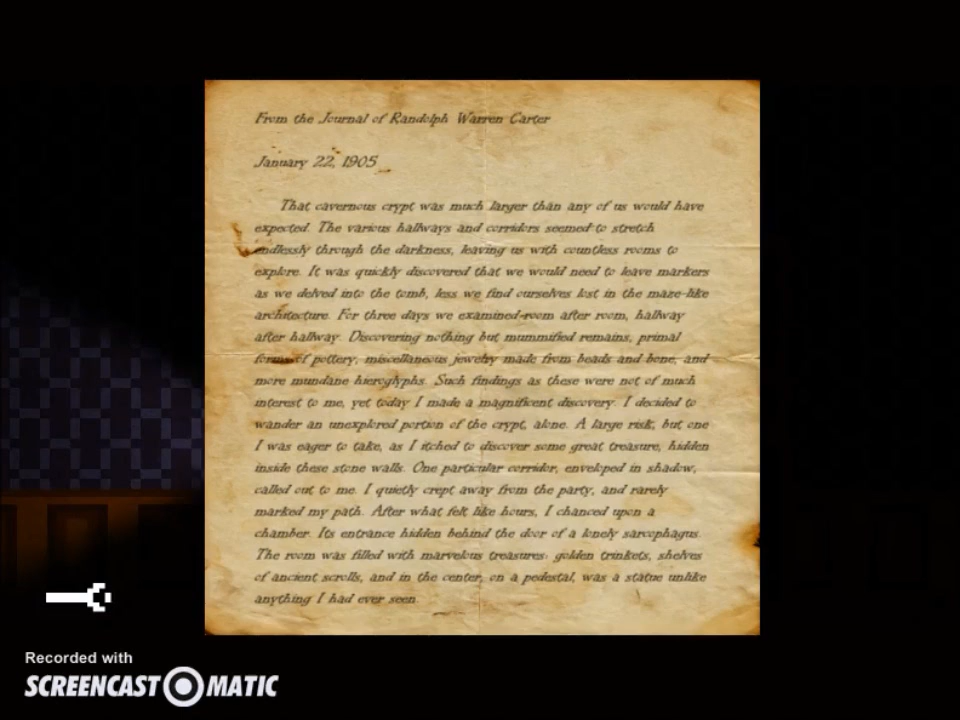 From the Journal of Randolph Warren Carter
January 22, 1905
That cavernous crypt was much larger than any of us would have
expected. The various hallways and corridors seemed to stretch
endlessly through the darkness, leaving us with countless rooms to
explore. It was quickly discovered that we would need to leave markers
as we delved into the tomb, less we find ourselves lost in the maze-like
architecture. For three days we examined room after room, hallway
after hallway. Discovering nothing but mummified remains, primal
forms of pottery, miscellaneous jewelry made from beads and bone, and
more mundane hieroglyphs. Such findings as these were not of much
interest to me, yet today I made a magnificent discovery. I decided to
wander an unexplored portion of the crypt, alone. A large risk, but one
I was eager to take, as I itched to discover some great treasure, hidden
inside these stone walls. One particular corridor, enveloped in shadow,
called out to me. I quietly crept away from the party, and rarely
marked my path. After what felt like hours, I chanced upon a
chamber. Its entrance hidden behind the door of a lonely sarcophagus.
The room was filled with marvelous treasures: golden trinkets, shelves
of ancient scrolls, and in the center, on a pedestal, was a statue unlike
anything I had ever seen.
Recorded with
SCREENCAST MATIC